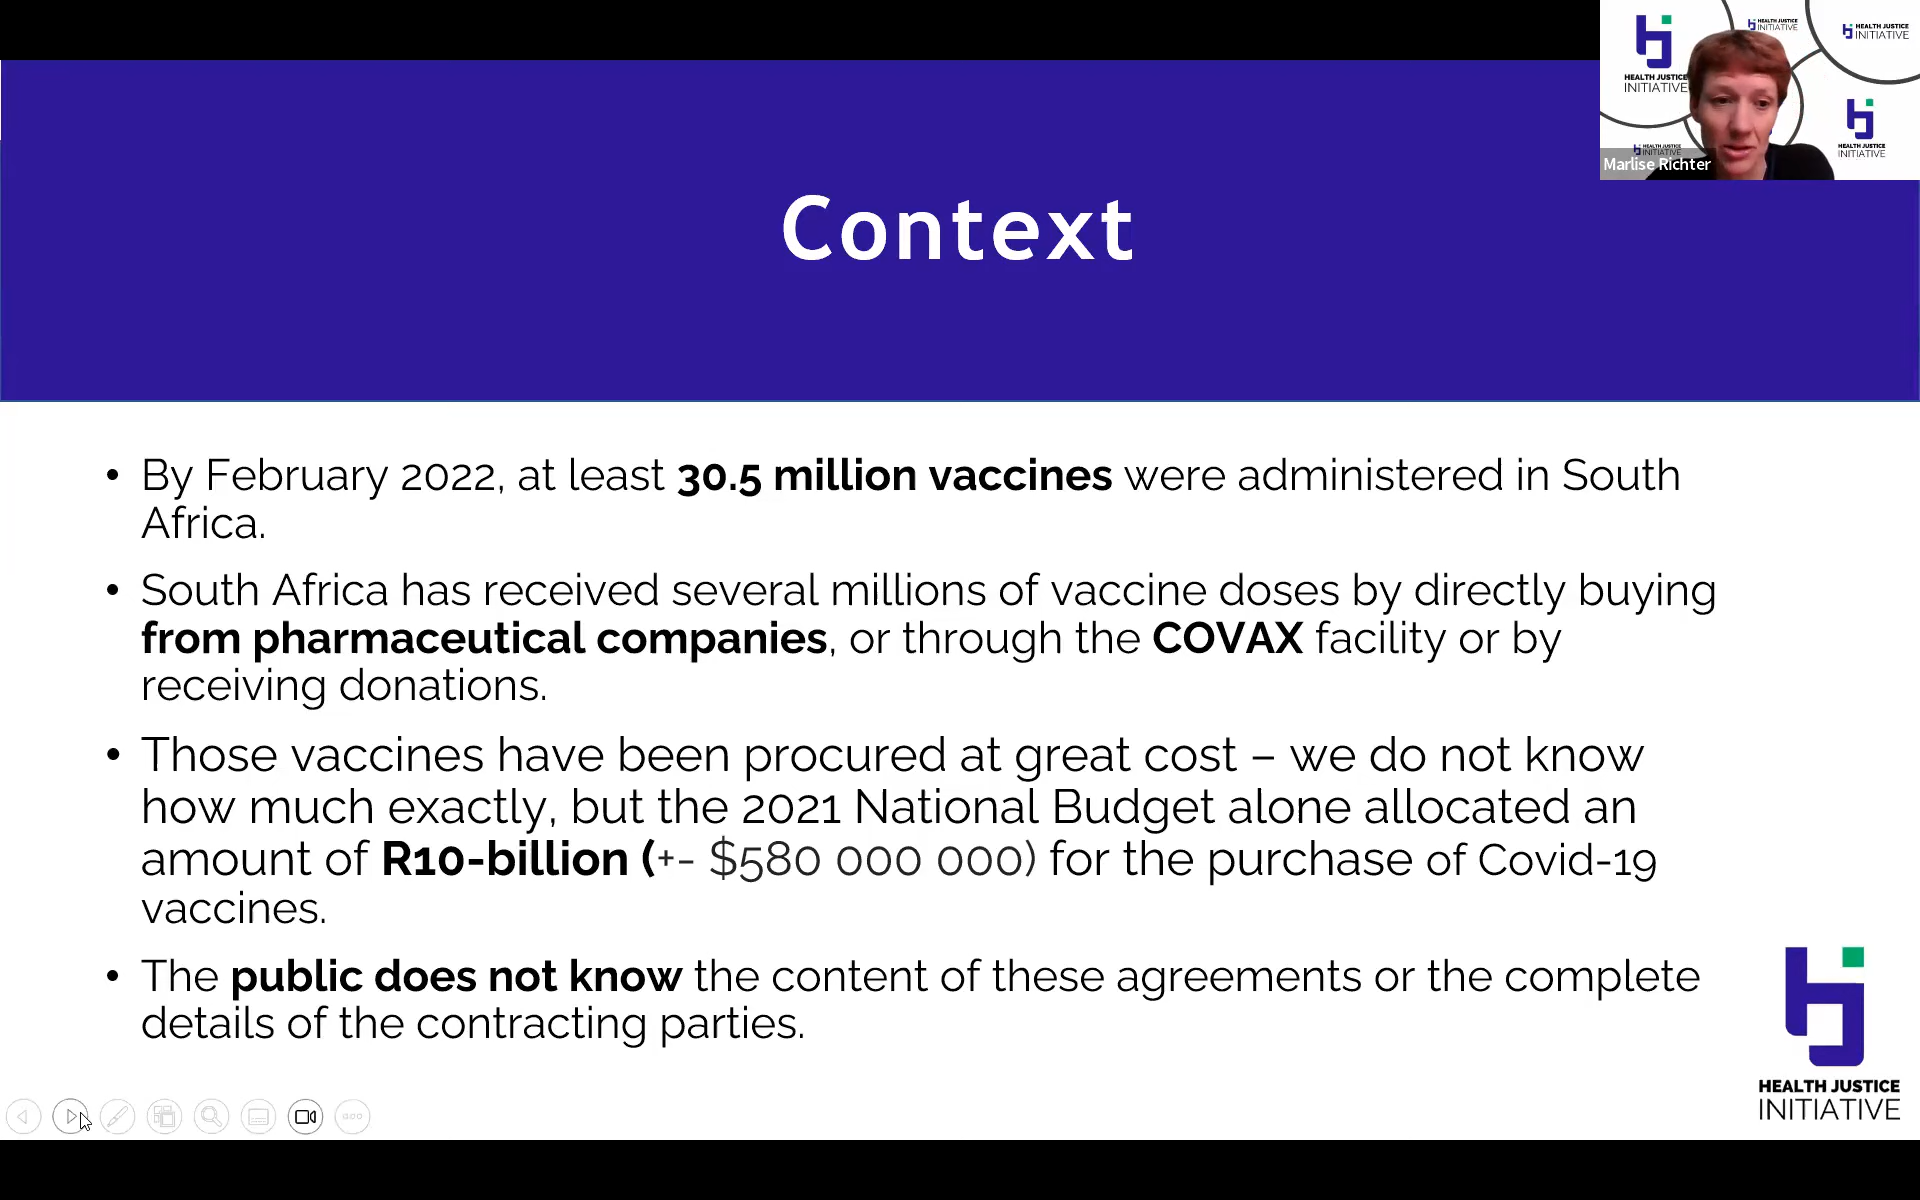 HEALTH JUSTICE
INITIATIVE
HEALTH JUSTICE
INITIATIVE
HEALTH JUSTICE
INITIATIVE
HEALTH JUSTICE
INITIATIVE
HEALTH JUSTICE
INITIATIVE
Marlise Richter
Context
• By February 2022, at least 30.5 million vaccines were administered in South
Africa.
• South Africa has received several millions of vaccine doses by directly buying
from pharmaceutical companies, or through the COVAX facility or by
receiving donations.
• Those vaccines have been procured at great cost – we do not know
how much exactly, but the 2021 National Budget alone allocated an
amount of R10-billion (+- $580 000 000) for the purchase of Covid-19
vaccines.
• The public does not know the content of these agreements or the complete
details of the contracting parties.
HEALTH JUSTICE
INITIATIVE